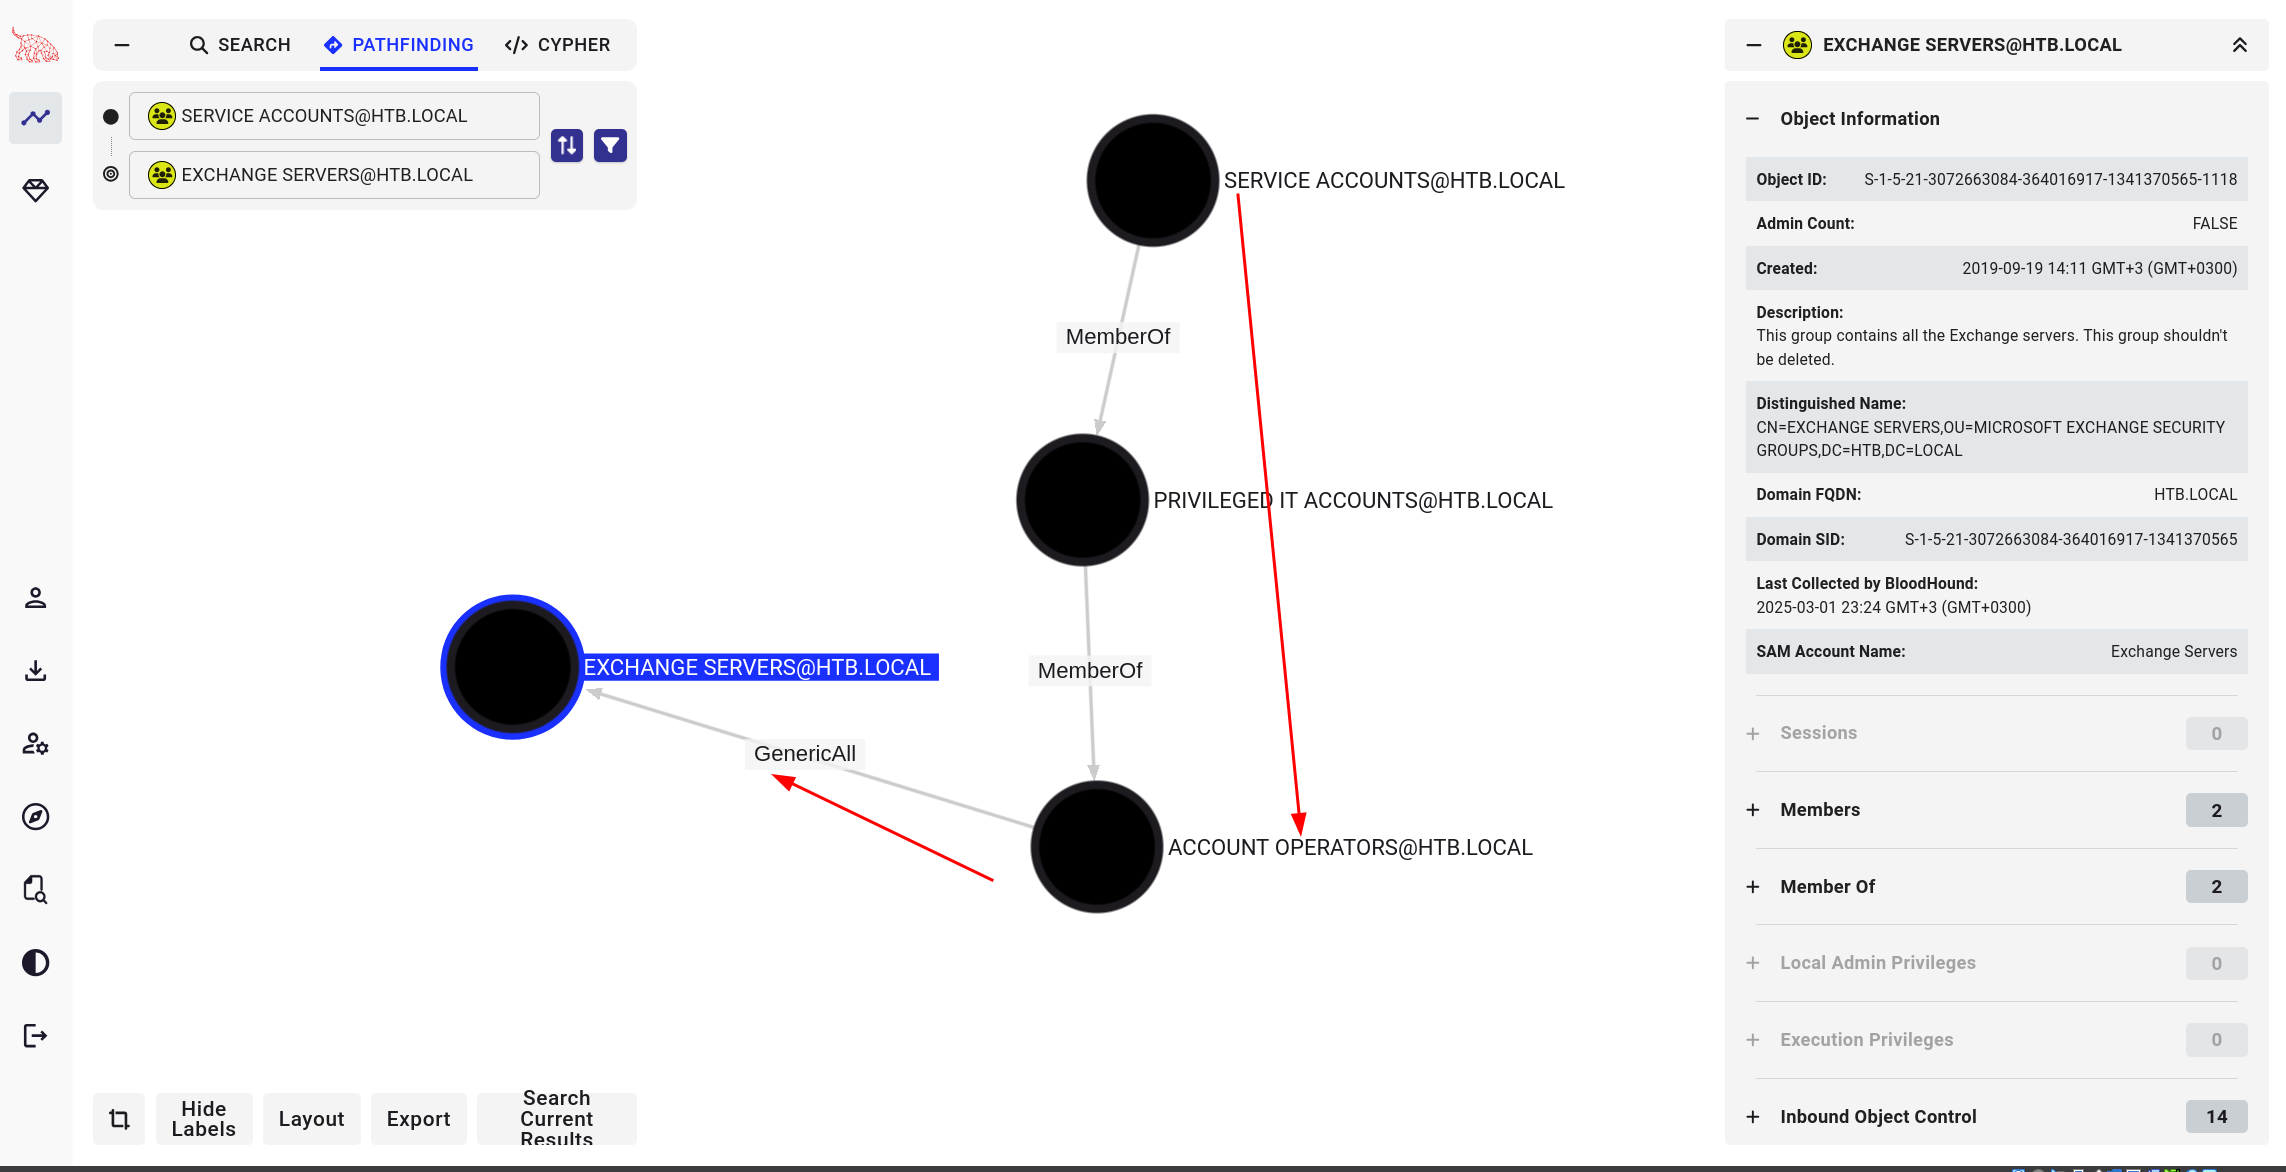 SEARCH
PATHFINDING
CYPHER
SERVICE ACCOUNTS@HTB.LOCAL
EXCHANGE SERVERS@HTB.LOCAL
SERVICE ACCOUNTS@HTB.LOCAL
MemberOf
PRIVILEGED IT ACCOUNTS@HTB.LOCAL
MemberOf
EXCHANGE SERVERS@HTB.LOCAL
GenericAll
ACCOUNT OPERATORS@HTB.LOCAL
Hide
Labels
Layout
Export
Search
Current
Results
EXCHANGE SERVERS@HTB.LOCAL
Object Information
Object ID: S-1-5-21-3072663084-364016917-1341370565-1118
Admin Count: FALSE
Created: 2019-09-19 14:11 GMT+3 (GMT+0300)
Description:
This group contains all the Exchange servers. This group shouldn't
be deleted.
Distinguished Name:
CN=EXCHANGE SERVERS,OU=MICROSOFT EXCHANGE SECURITY
GROUPS,DC=HTB,DC=LOCAL
Domain FQDN: HTB.LOCAL
Domain SID: S-1-5-21-3072663084-364016917-1341370565
Last Collected by BloodHound:
2025-03-01 23:24 GMT+3 (GMT+0300)
SAM Account Name: Exchange Servers
Sessions 0
Members 2
Member Of 2
Local Admin Privileges 0
Execution Privileges 0
Inbound Object Control 14